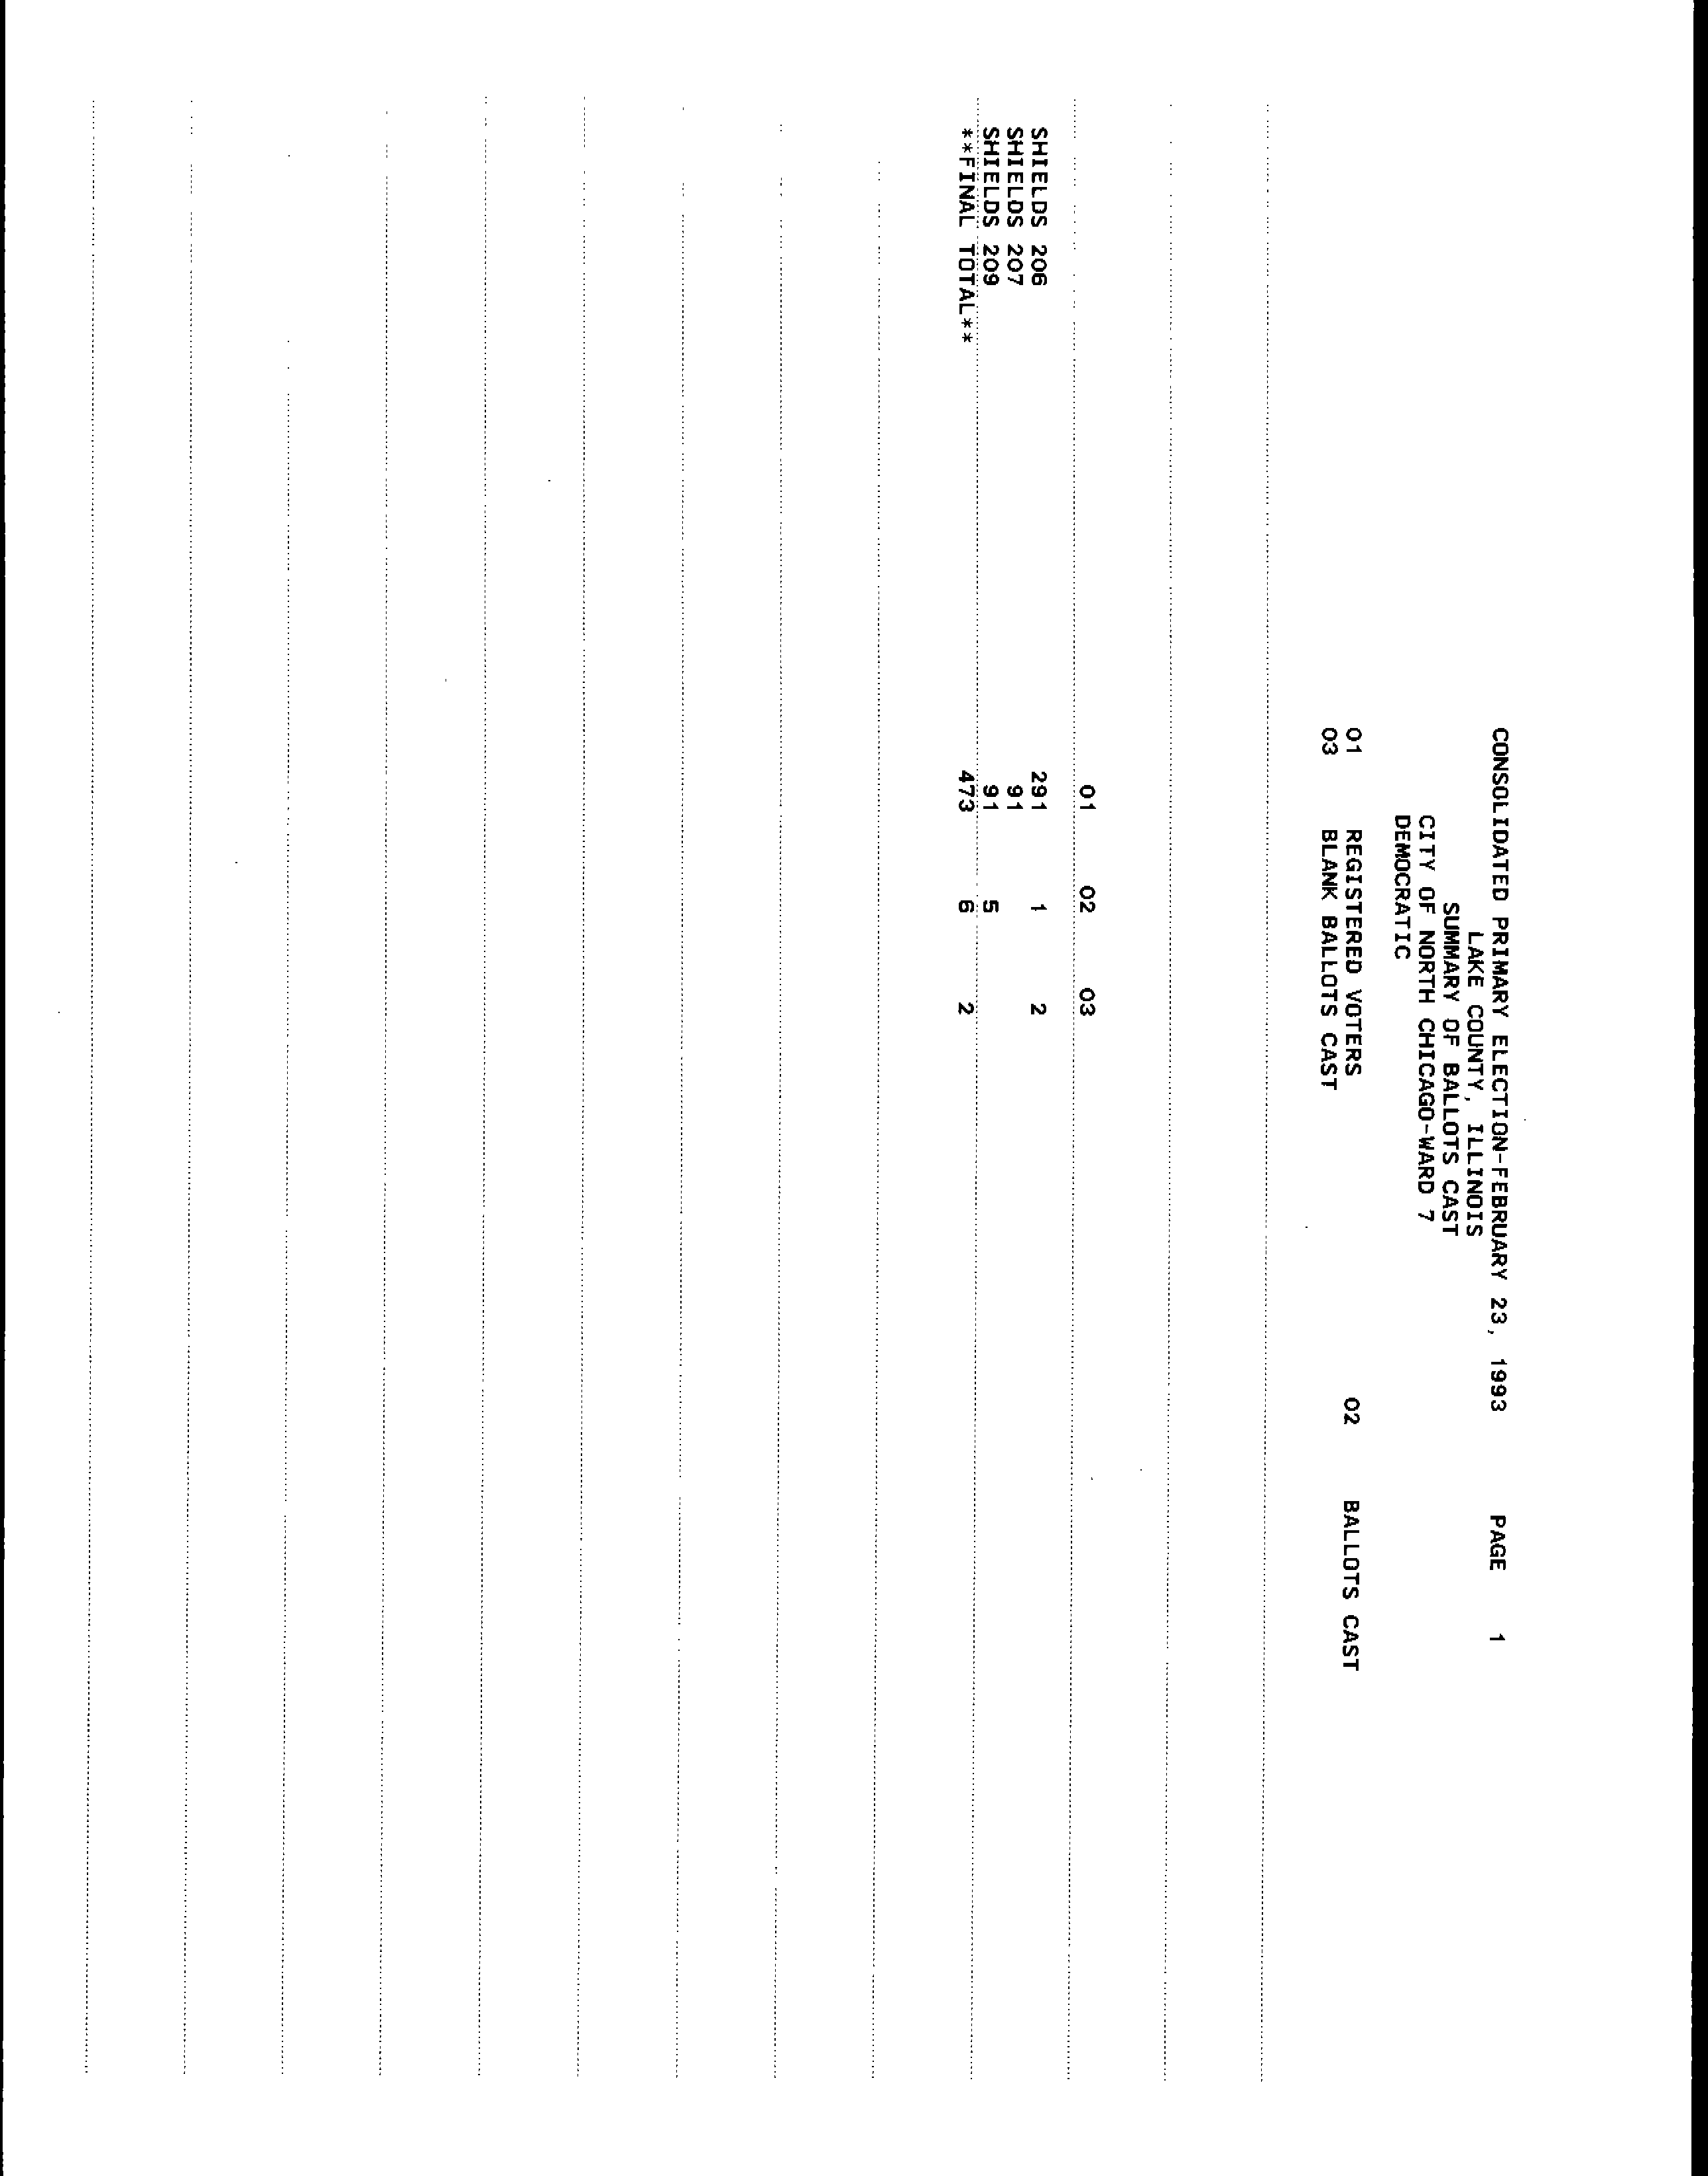 CONSOLIDATED PRIMARY ELECTION-FEBRUARY 23, 1993 PAGE 1
LAKE COUNTY, ILLINOIS
SUMMARY OF BALLOTS CAST
CITY OF NORTH CHICAGO-WARD 7
DEMOCRATIC
01 REGISTERED VOTERS 02 BALLOTS CAST
03 BLANK BALLOTS CAST
01 02 03
SHIELDS 206 291 1 2
SHIELDS 207 91
SHIELDS 209 91 5
**FINAL TOTAL** 473 6 2